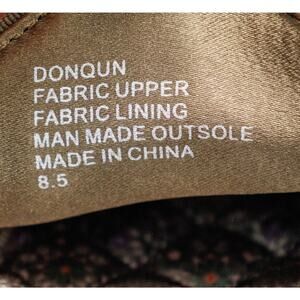 DONQUN
FABRIC UPPER
FABRIC LINING
MAN MADE OUTSOLE
MADE IN CHINA
8.5